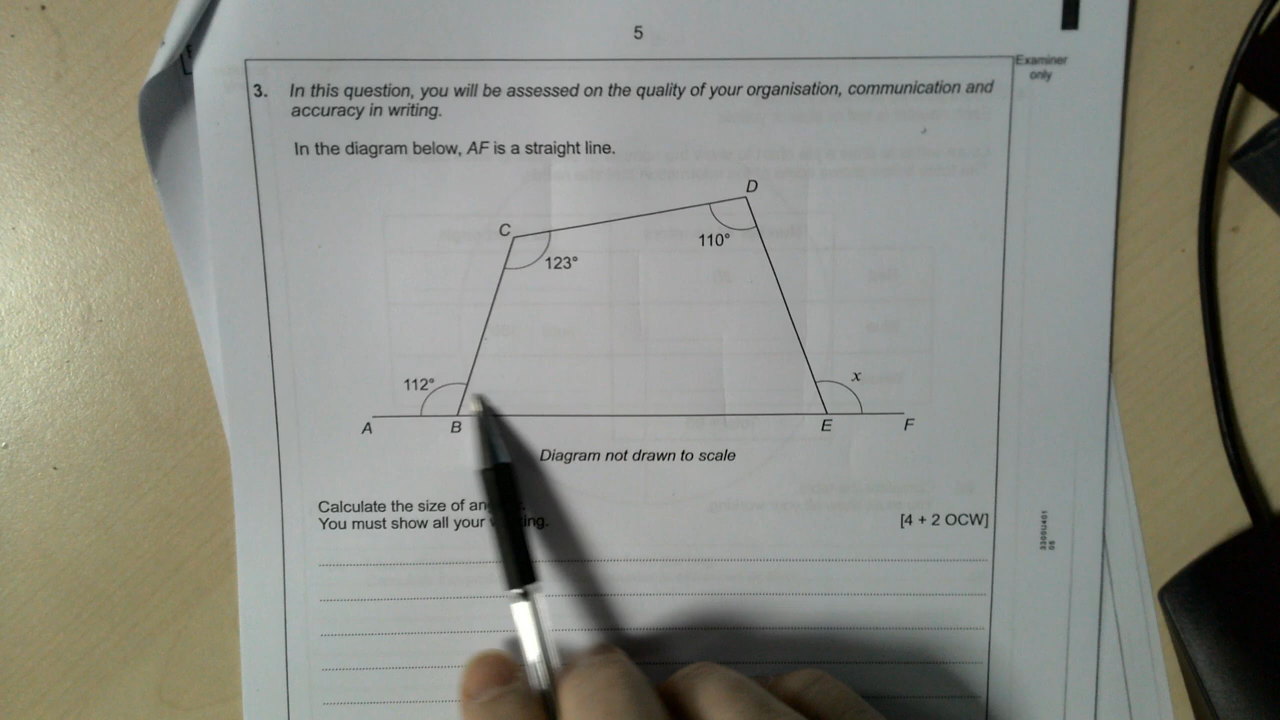 5
Examiner
only
3. In this question, you will be assessed on the quality of your organisation, communication and
accuracy in writing.
In the diagram below, AF is a straight line.
D
C
110°
123°
112°
x
A B E F
Diagram not drawn to scale
Calculate the size of
You must show all your
[4 + 2 OCW]